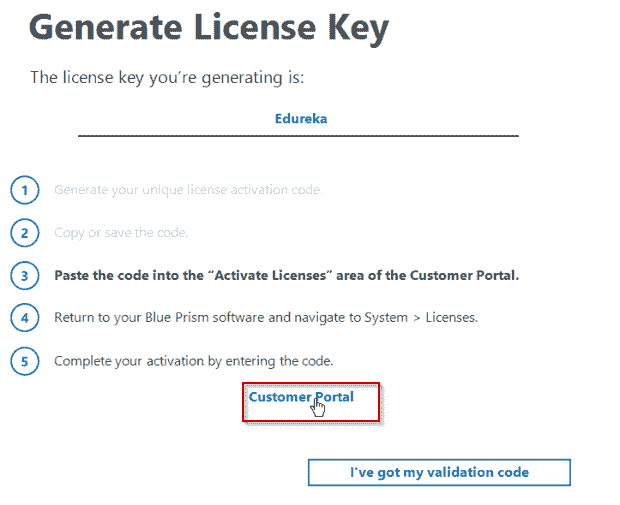 Generate License Key
The license key you're generating is:
Edureka
1 Generate your unique license activation code.
2 Copy or save the code.
3 Paste the code into the “Activate Licenses” area of the Customer Portal.
4 Return to your Blue Prism software and navigate to System > Licenses.
5 Complete your activation by entering the code.
Customer Portal
I've got my validation code